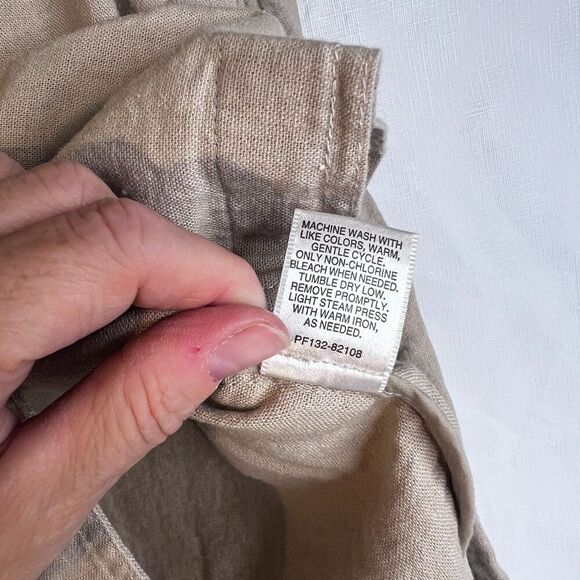 MACHINE WASH WITH
LIKE COLORS, WARM,
GENTLE CYCLE.
ONLY NON-CHLORINE
BLEACH WHEN NEEDED.
TUMBLE DRY LOW.
REMOVE PROMPTLY.
LIGHT STEAM PRESS
WITH WARM IRON,
AS NEEDED.
PF132-82108